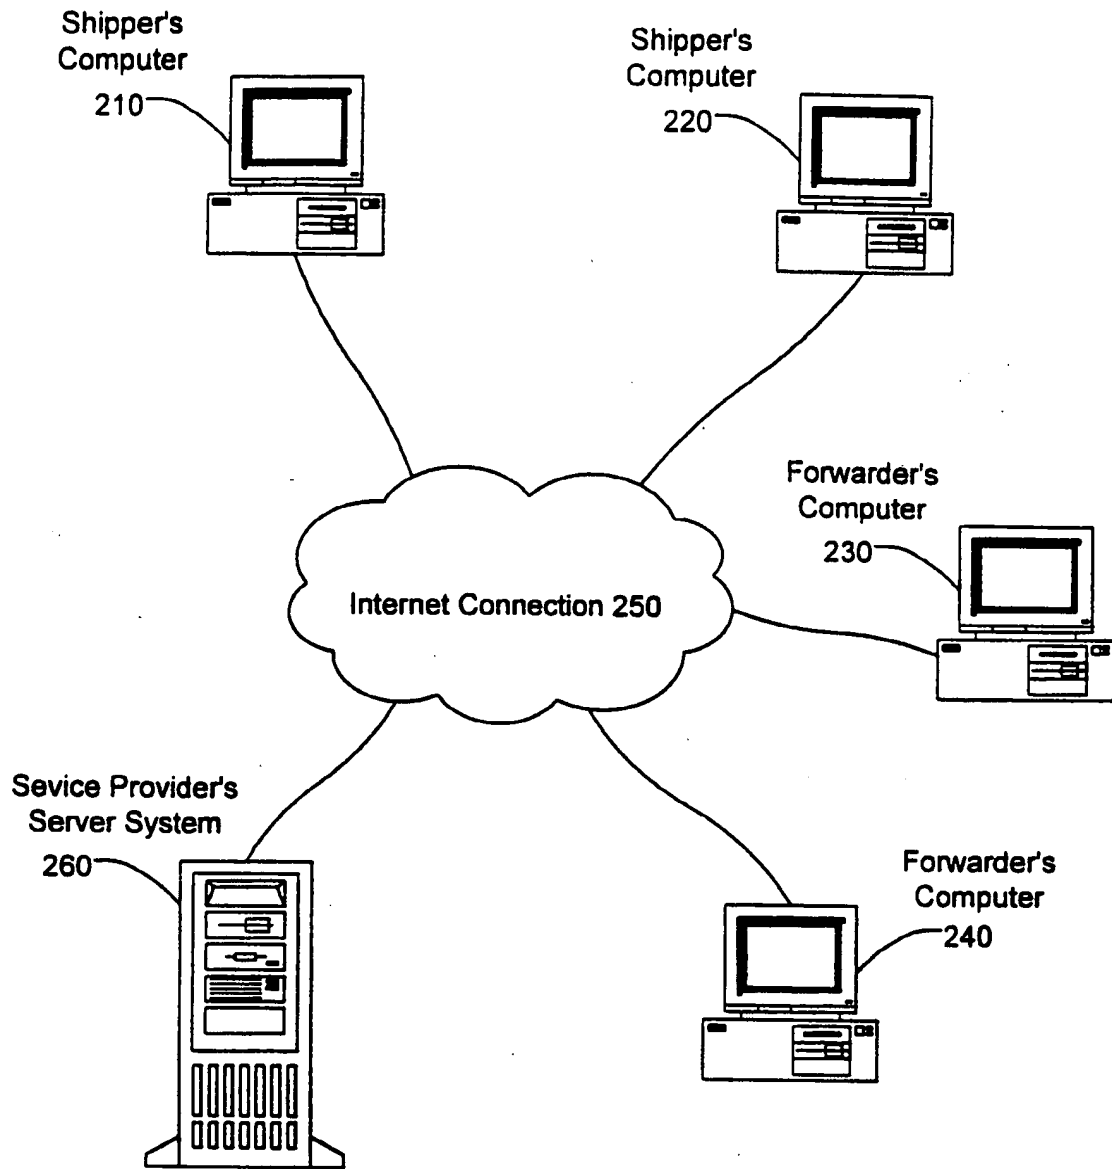 Shipper's
Computer
210
Shipper's
Computer
220
Forwarder's
Computer
230
Internet Connection 250
Sevice Provider's
Server System
260
Forwarder's
Computer
240